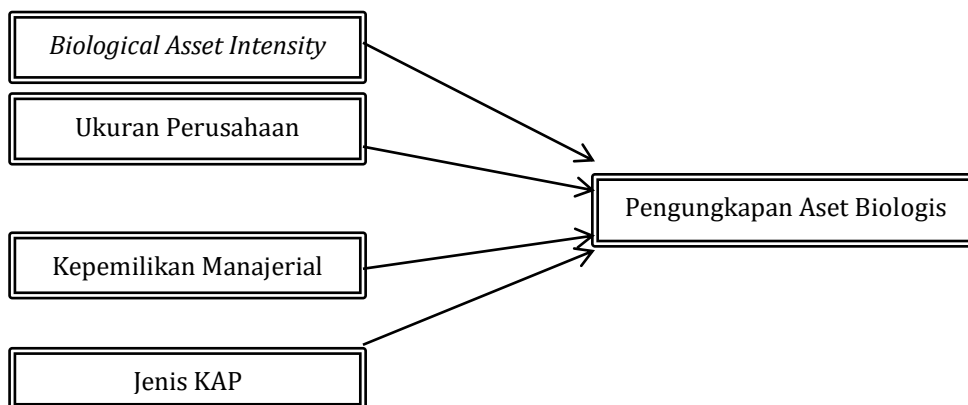 Biological Asset Intensity
Ukuran Perusahaan
Pengungkapan Aset Biologis
Kepemilikan Manajerial
Jenis KAP